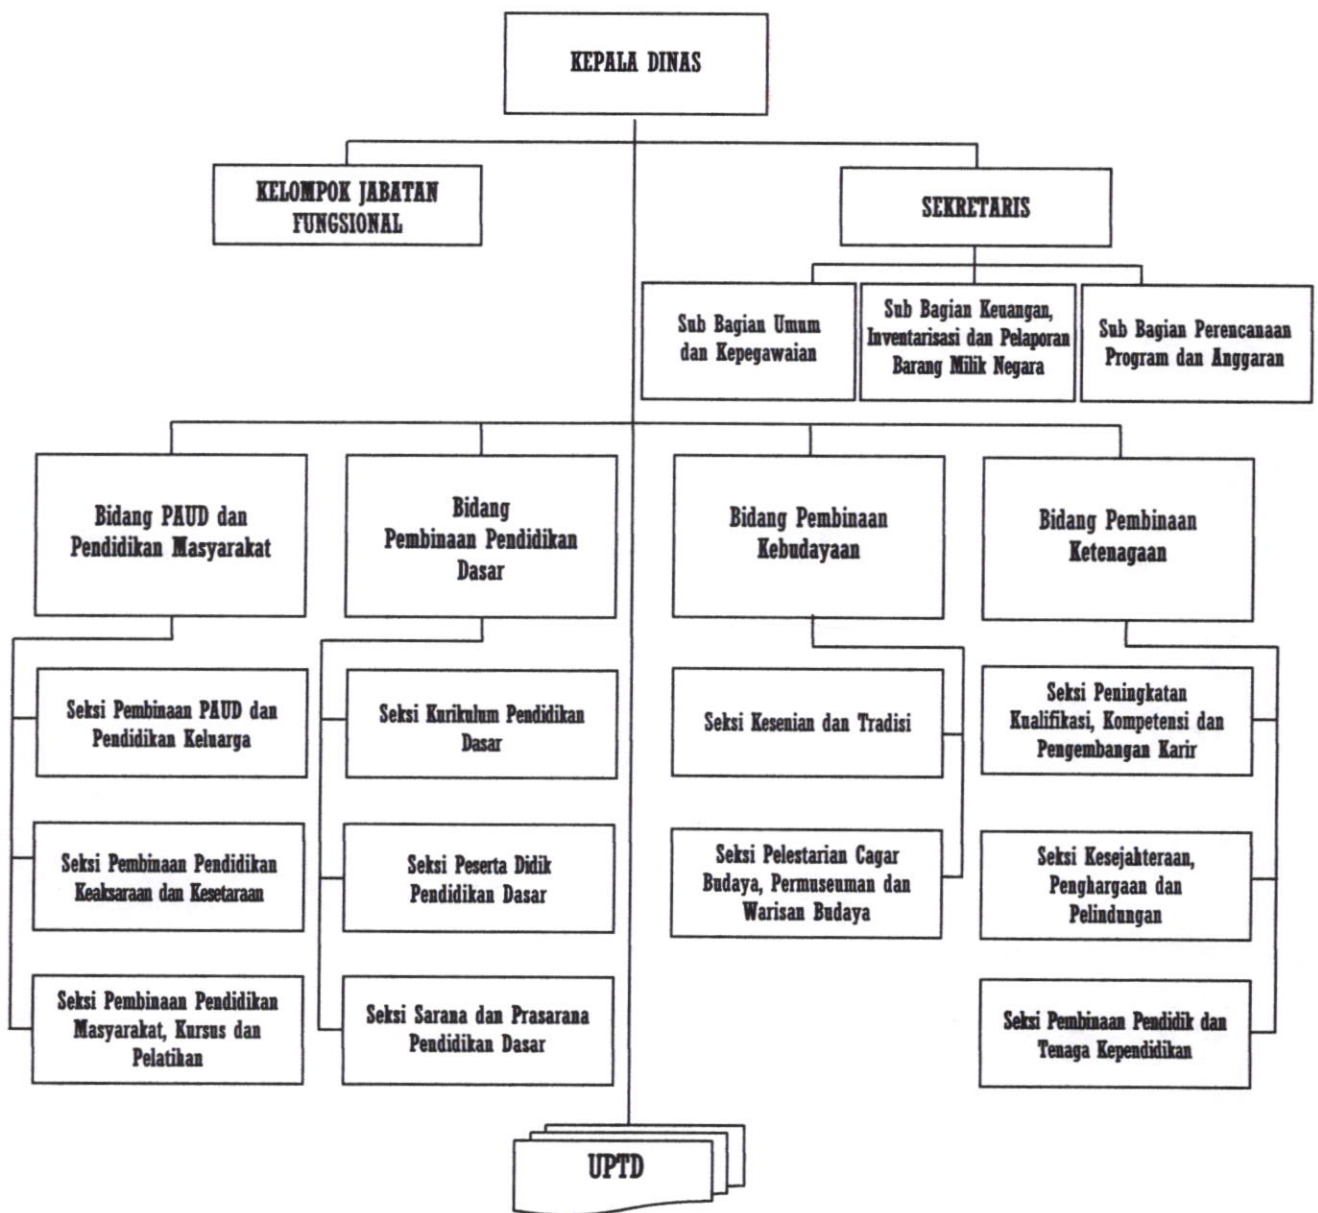 KEPALA DINAS
KELOMPOK JABATAN
FUNGSIONAL
SEKRETARIS
Sub Bagian Umum
dan Kepegawaian
Sub Bagian Keuangan,
Inventarisasi dan Pelaporan
Barang Milik Negara
Sub Bagian Perencanaan
Program dan Anggaran
Bidang PAUD dan
Pendidikan Masyarakat
Bidang
Pembinaan Pendidikan
Dasar
Bidang Pembinaan
Kebudayaan
Bidang Pembinaan
Ketenagaan
Seksi Pembinaan PAUD dan
Pendidikan Keluarga
Seksi Kurikulum Pendidikan
Dasar
Seksi Kesenian dan Tradisi
Seksi Peningkatan
Kualifikasi, Kompetensi dan
Pengembangan Karir
Seksi Pembinaan Pendidikan
Keaksaraan dan Kesetaraan
Seksi Peserta Didik
Pendidikan Dasar
Seksi Pelestarian Cagar
Budaya, Permuseuman dan
Warisan Budaya
Seksi Kesejahteraan,
Penghargaan dan
Pelindungan
Seksi Pembinaan Pendidikan
Masyarakat, Kursus dan
Pelatihan
Seksi Sarana dan Prasarana
Pendidikan Dasar
Seksi Pembinaan Pendidik dan
Tenaga Kependidikan
UPTD